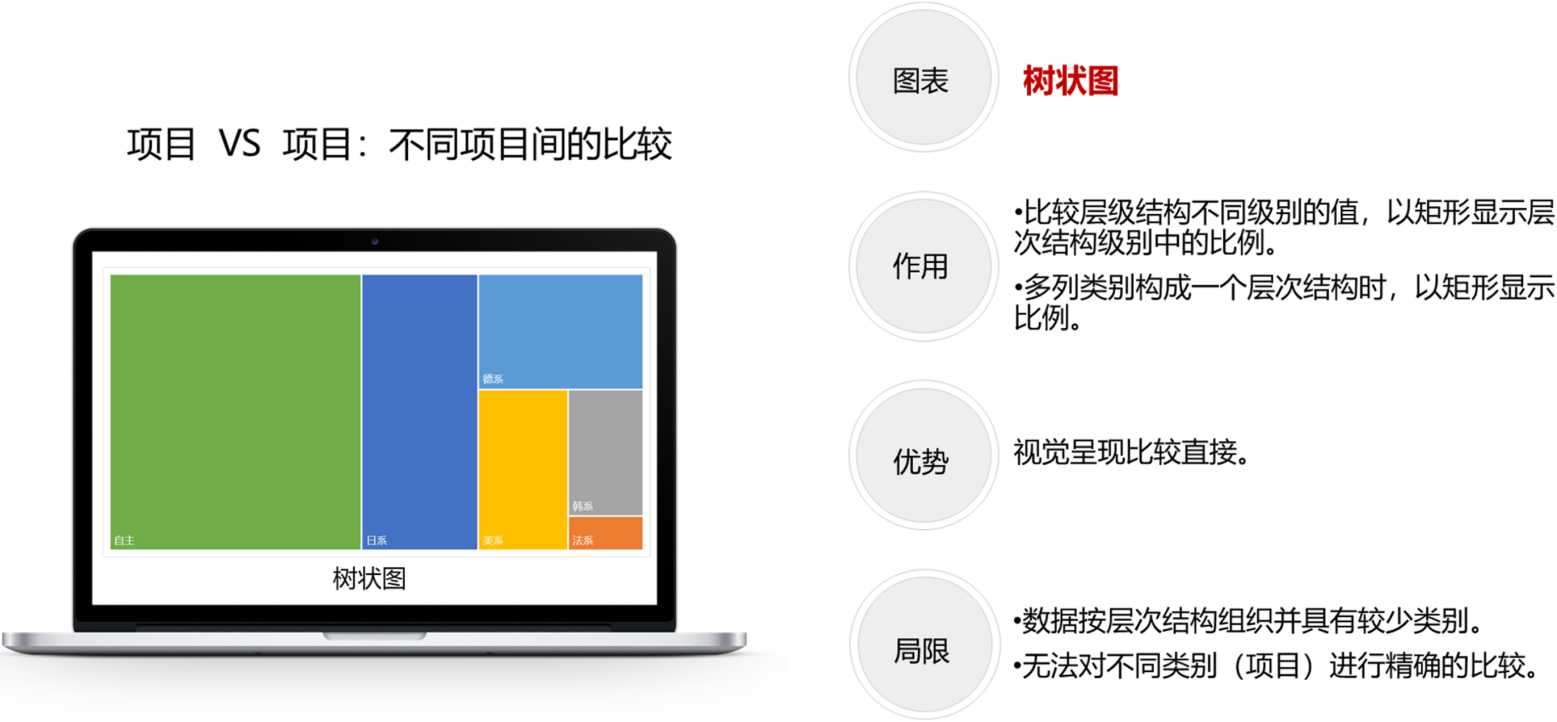 项目 VS 项目：不同项目间的比较
德系
韩系
自主
日系
美系
法系
树状图
图表
树状图
作用
•比较层级结构不同级别的值，以矩形显示层
次结构级别中的比例。
•多列类别构成一个层次结构时，以矩形显示
比例。
优势
视觉呈现比较直接。
局限
•数据按层次结构组织并具有较少类别。
•无法对不同类别（项目）进行精确的比较。